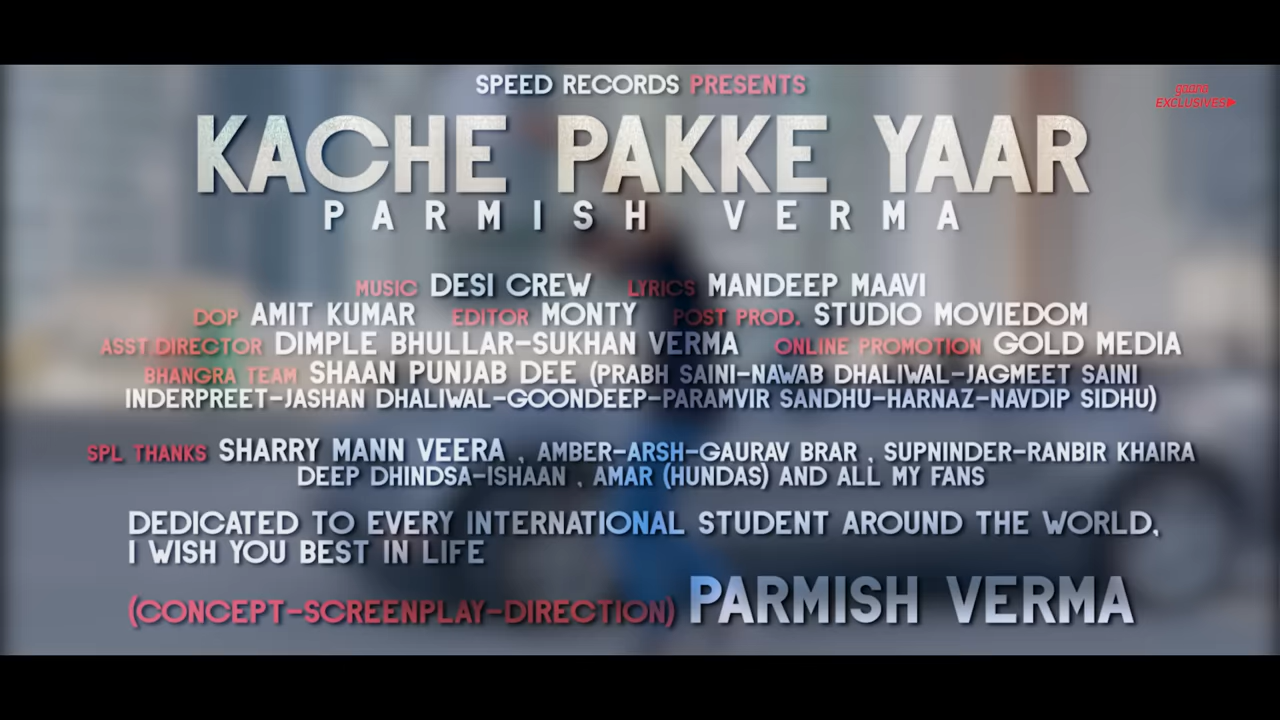 SPEED RECORDS PRESENTS
gaana
EXCLUSIVES
KACHE PAKKE YAAR
PARMISH VERMA
MUSIC DESI CREW LYRICS MANDEEP MAAVI
DOP AMIT KUMAR EDITOR MONTY POST PROD. STUDIO MOVIEDOM
ASST.DIRECTOR DIMPLE BHULLAR-SUKHAN VERMA ONLINE PROMOTION GOLD MEDIA
BHANGRA TEAM SHAAN PUNJAB DEE (PRABH SAINI-NAWAB DHALIWAL-JAGMEET SAINI
INDERPREET-JASHAN DHALIWAL-GOONDEEP-PARAMVIR SANDHU-HARNAZ-NAVDIP SIDHU)
SPL THANKS SHARRY MANN VEERA , AMBER-ARSH-GAURAV BRAR , SUPNINDER-RANBIR KHAIRA
DEEP DHINDSA-ISHAAN , AMAR (HUNDAS) AND ALL MY FANS
DEDICATED TO EVERY INTERNATIONAL STUDENT AROUND THE WORLD,
I WISH YOU BEST IN LIFE
(CONCEPT-SCREENPLAY-DIRECTION) PARMISH VERMA